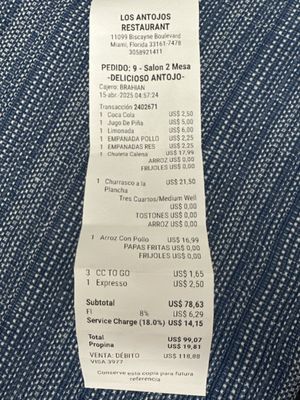 LOS ANTOJOS
RESTAURANT
11099 Biscayne Boulevard
Miami, Florida 33161-7478
3058921411
PEDIDO: 9 - Salon 2 Mesa
-DELICIOSO ANTOJO-
Cajero: BRAHIAN
15-abr.-2025 04:57:24
Transacción 2402671
1 Coca Cola US$ 2,50
1 Jugo De Piña US$ 5,00
1 Limonada US$ 6,00
1 EMPANADA POLLO US$ 2,25
1 EMPANADAS RES US$ 2,25
1 Chuleta Caleña US$ 17,99
ARROZ US$ 0,00
FRIJOLES US$ 0,00
1 Churrasco a la US$ 21,50
Plancha
Tres Cuartos/Medium Well
US$ 0,00
TOSTONES US$ 0,00
ARROZ US$ 0,00
1 Arroz Con Pollo US$ 16,99
PAPAS FRITAS US$ 0,00
FRIJOLES US$ 0,00
3 CC TO GO US$ 1,65
1 Expresso US$ 2,50
Subtotal US$ 78,63
Fl 8% US$ 6,29
Service Charge (18.0%) US$ 14,15
Total US$ 99,07
Propina US$ 19,81
VENTA: DÉBITO US$ 118,88
VISA 3977
Conserve esta copia para futura
referencia